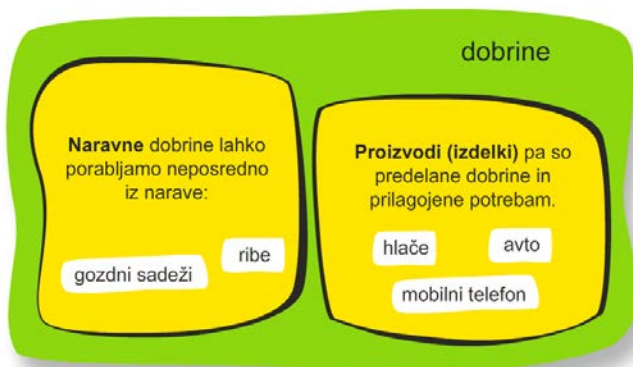 dobrine
Naravne dobrine lahko
porabljamo neposredno
iz narave:
ribe
gozdni sadeži
Proizvodi (izdelki) pa so
predelane dobrine in
prilagojene potrebam.
hlače
avto
mobilni telefon